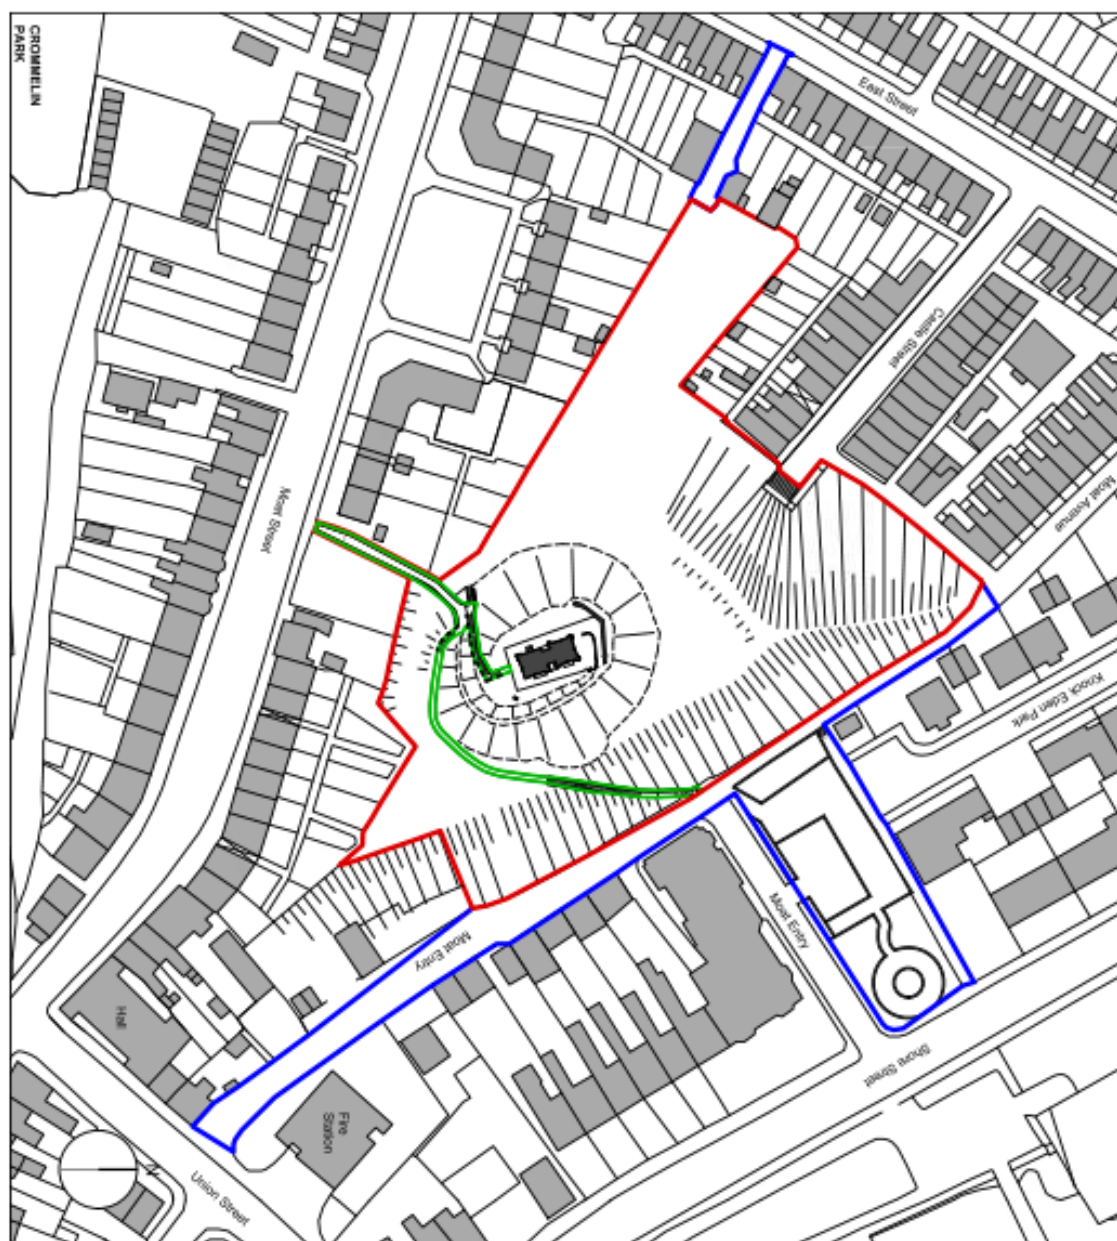 CROMMELIN
PARK
East Street
Castle Street
Moat Street
Moat Avenue
Knock Eden Park
Moat Entry
Moat Entry
Hall
Fire
Station
Shore Street
Union Street
N